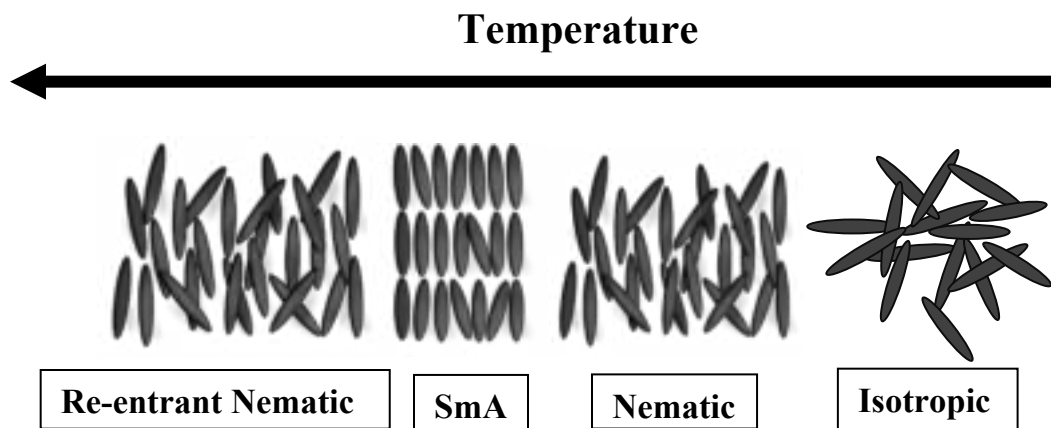 Temperature
Re-entrant Nematic
SmA
Nematic
Isotropic